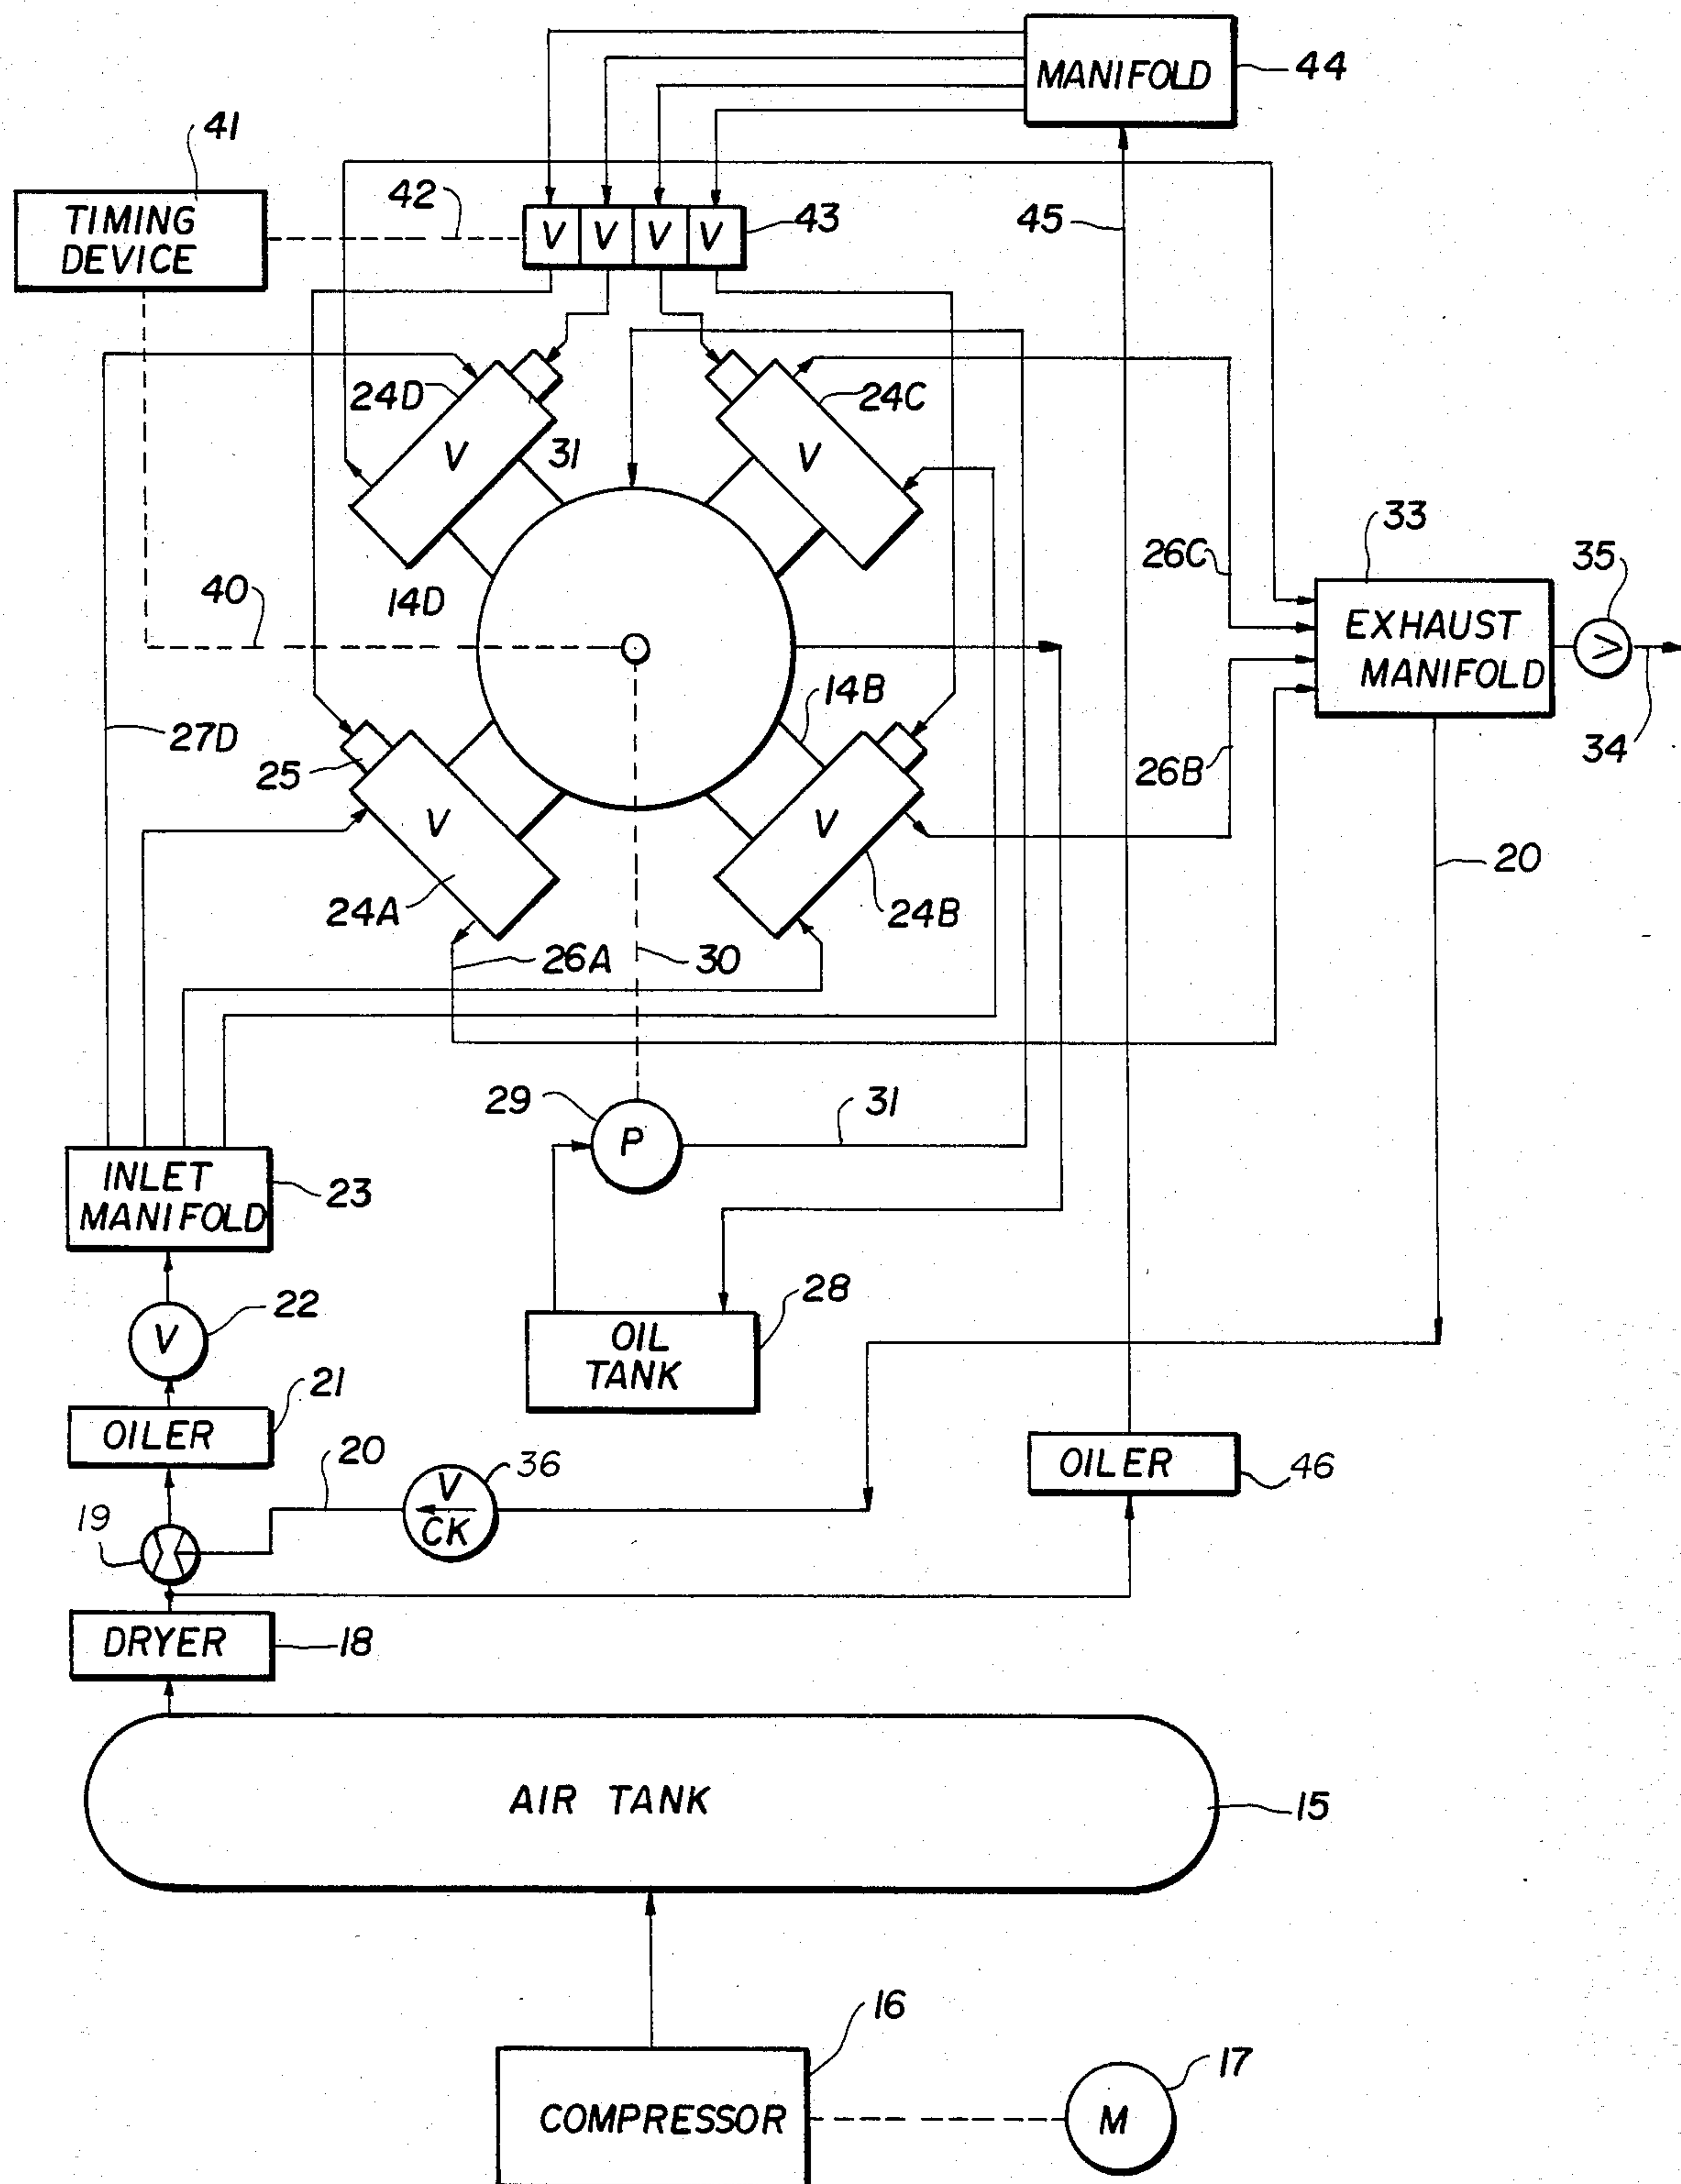 MANIFOLD
44
41
TIMING
DEVICE
42
V V V V
43
45
24D
V
31
24C
V
33
35
26C
EXHAUST
MANIFOLD
>
34
14D
40
14B
27D
25
V
24A
V
24B
26B
20
26A
30
29
P
31
INLET
MANIFOLD
23
V
22
OIL
TANK
28
21
OILER
20
V
CK
36
OILER
46
19
DRYER
18
AIR TANK
15
16
COMPRESSOR
17
M